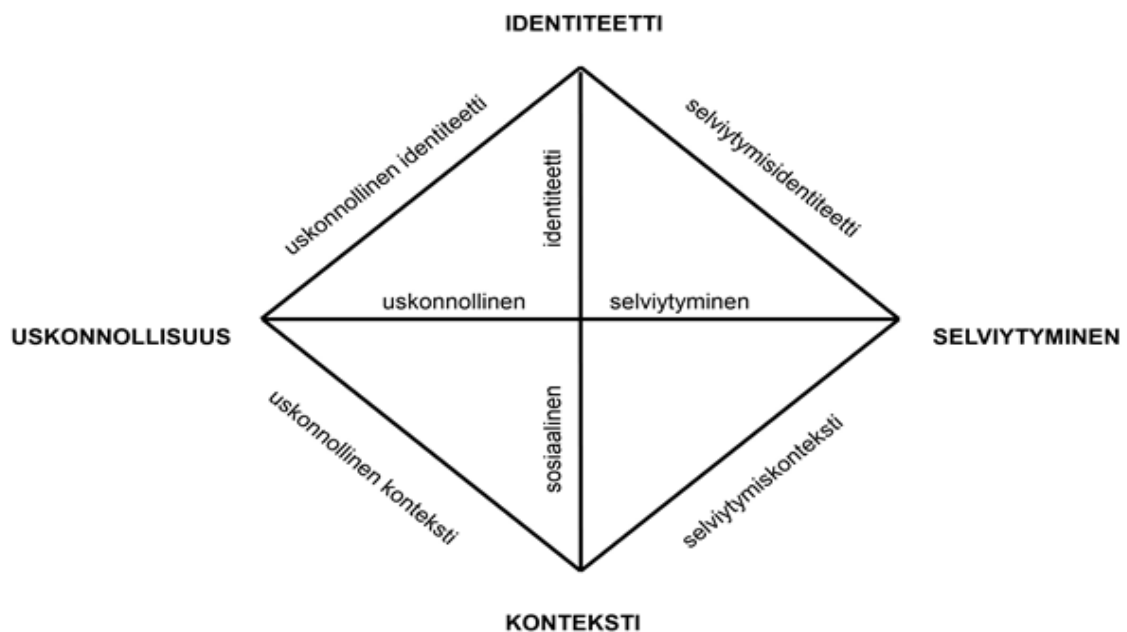 IDENTITEETTI
uskonnollinen identiteetti
identiteetti
selviytymisidentiteetti
uskonnollinen
selviytyminen
USKONNOLLISUUS
SELVIYTYMINEN
uskonnollinen konteksti
sosiaalinen
selviytymiskonteksti
KONTEKSTI